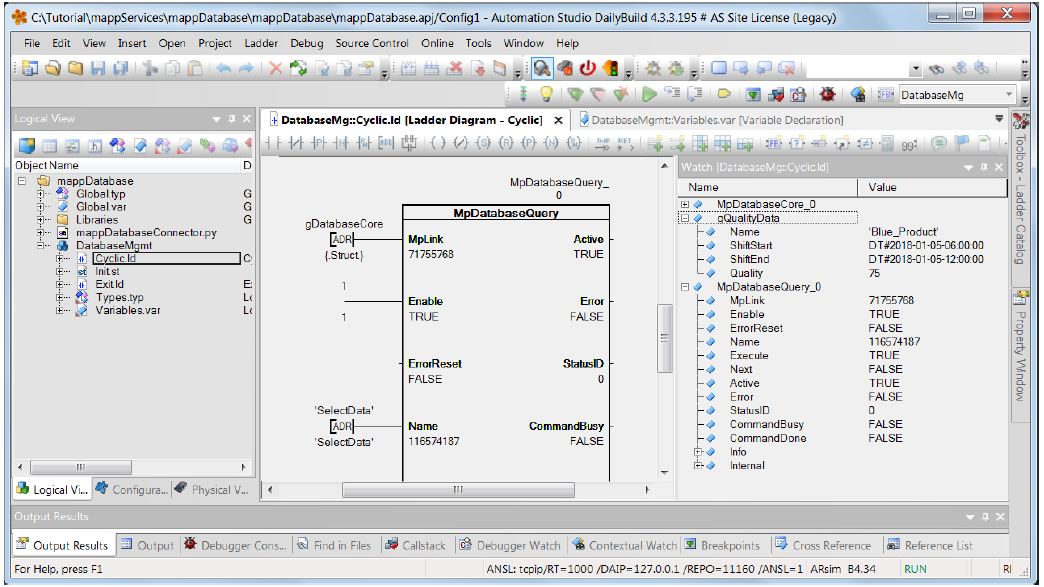 C:\Tutorial\mappServices\mappDatabase\mappDatabase\mappDatabase.apj/Config1 - Automation Studio DailyBuild 4.3.3.195 # AS Site License (Legacy)
File Edit View Insert Open Project Ladder Debug Source Control Online Tools Window Help
DatabaseMg
Logical View
Object Name D
mappDatabase
Global.typ G
Global.var G
Libraries G
mappDatabaseConnector.py
DatabaseMgmt
Cyclic.ld Cy
Init.st
Exit.ld E
Types.typ Lo
Variables.var Lo
Logical Vi... Configura... Physical V...
DatabaseMg::Cyclic.ld [Ladder Diagram - Cyclic] DatabaseMgmt::Variables.var [Variable Declaration]
MpDatabaseQuery_
0
MpDatabaseQuery
gDatabaseCore
ADR MpLink Active
{.Struct.} 71755768 TRUE
1
Enable Error
1 TRUE FALSE
ErrorReset StatusID
FALSE 0
'SelectData'
ADR Name CommandBusy
'SelectData' 116574187 FALSE
Watch [DatabaseMg::Cyclic.ld]
Name Value
MpDatabaseCore_0
gQualityData
Name 'Blue_Product'
ShiftStart DT#2018-01-05-06:00:00
ShiftEnd DT#2018-01-05-12:00:00
Quality 75
MpDatabaseQuery_0
MpLink 71755768
Enable TRUE
ErrorReset FALSE
Name 116574187
Execute TRUE
Next FALSE
Active TRUE
Error FALSE
StatusID 0
CommandBusy FALSE
CommandDone FALSE
Info
Internal
Toolbox - Ladder Catalog
Property Window
Output Results
Output Results Output Debugger Cons... Find in Files Callstack Debugger Watch Contextual Watch Breakpoints Cross Reference Reference List
For Help, press F1 ANSL: tcpip/RT=1000 /DAIP=127.0.0.1 /REPO=11160 /ANSL=1 ARsim B4.34 RUN RI